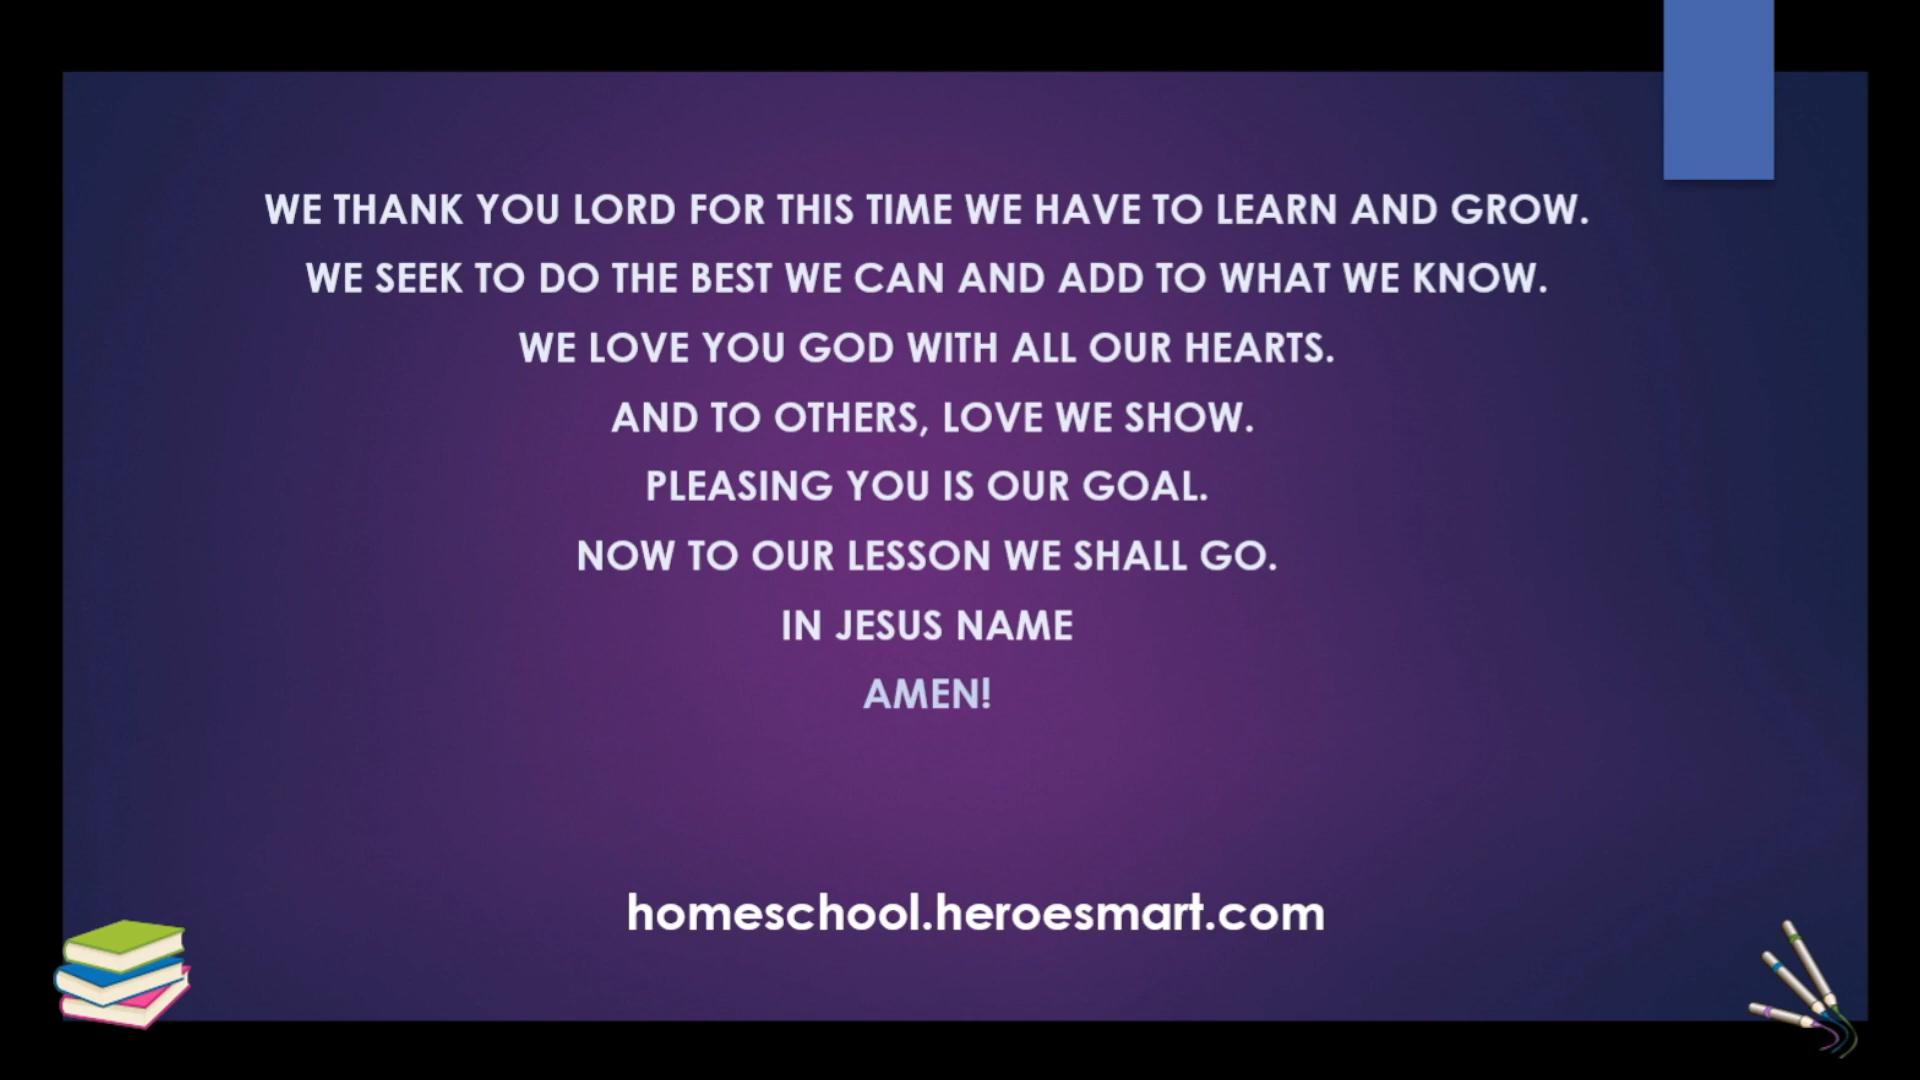 WE THANK YOU LORD FOR THIS TIME WE HAVE TO LEARN AND GROW.
WE SEEK TO DO THE BEST WE CAN AND ADD TO WHAT WE KNOW.
WE LOVE YOU GOD WITH ALL OUR HEARTS.
AND TO OTHERS, LOVE WE SHOW.
PLEASING YOU IS OUR GOAL.
NOW TO OUR LESSON WE SHALL GO.
IN JESUS NAME
AMEN!
homeschool.heroesmart.com